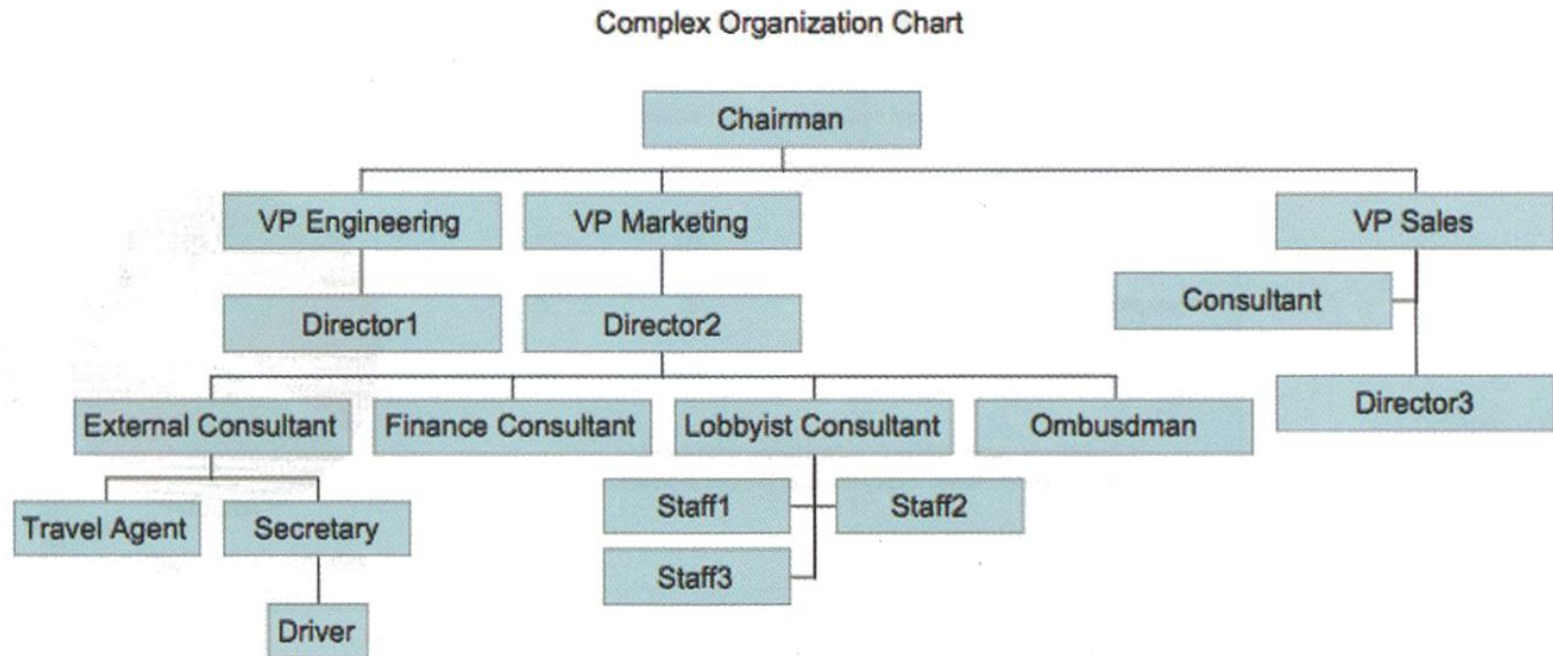 Complex Organization Chart
Chairman
VP Engineering
VP Marketing
VP Sales
Consultant
Director1
Director2
Director3
External Consultant
Finance Consultant
Lobbyist Consultant
Ombusdman
Staff1
Staff2
Travel Agent
Secretary
Staff3
Driver